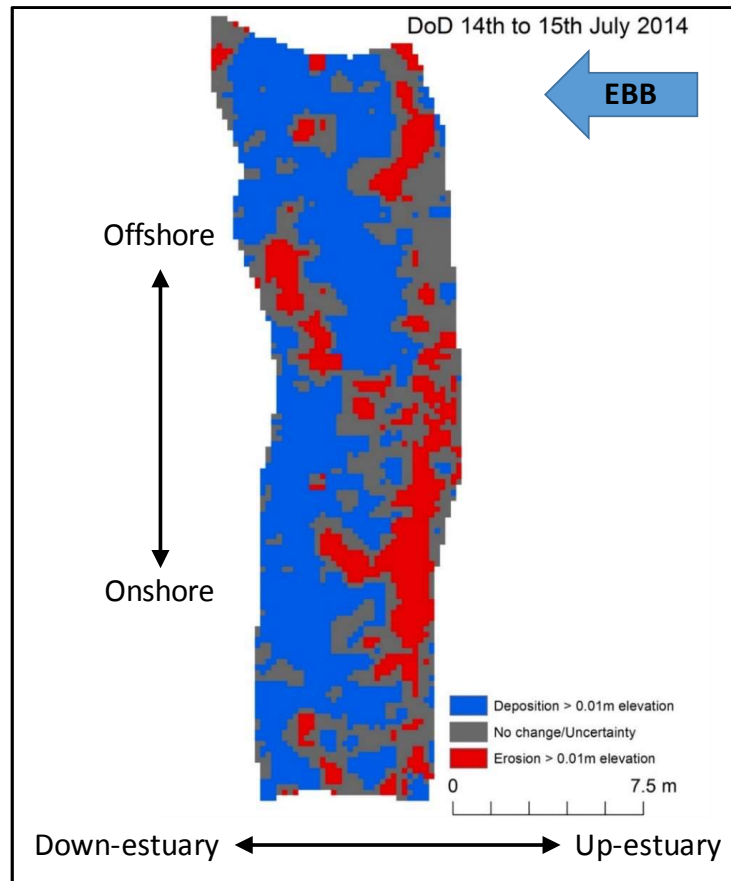 DoD 14th to 15th July 2014
EBB
Offshore
Onshore
Deposition > 0.01m elevation
No change/Uncertainty
Erosion > 0.01m elevation
0 7.5 m
Down-estuary Up-estuary